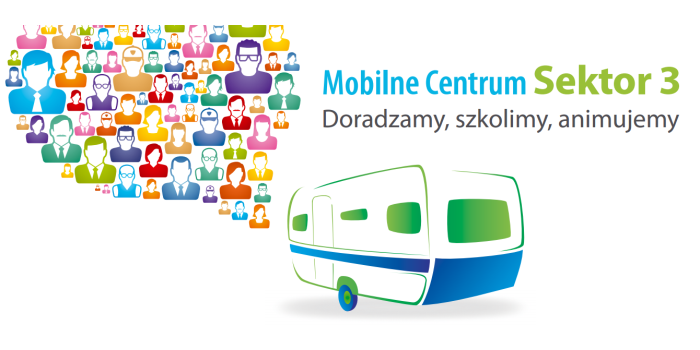 Mobilne Centrum Sektor 3
Doradzamy, szkolimy, animujemy